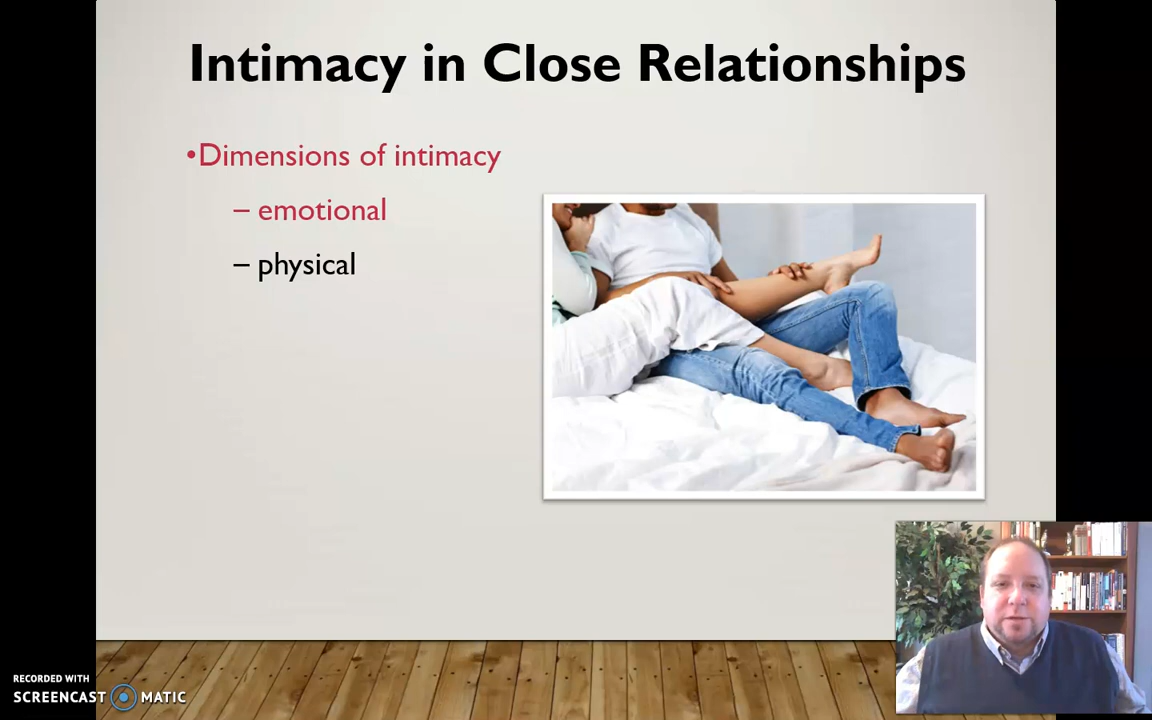 Intimacy in Close Relationships
•Dimensions of intimacy
– emotional
– physical
RECORDED WITH
SCREENCAST MATIC